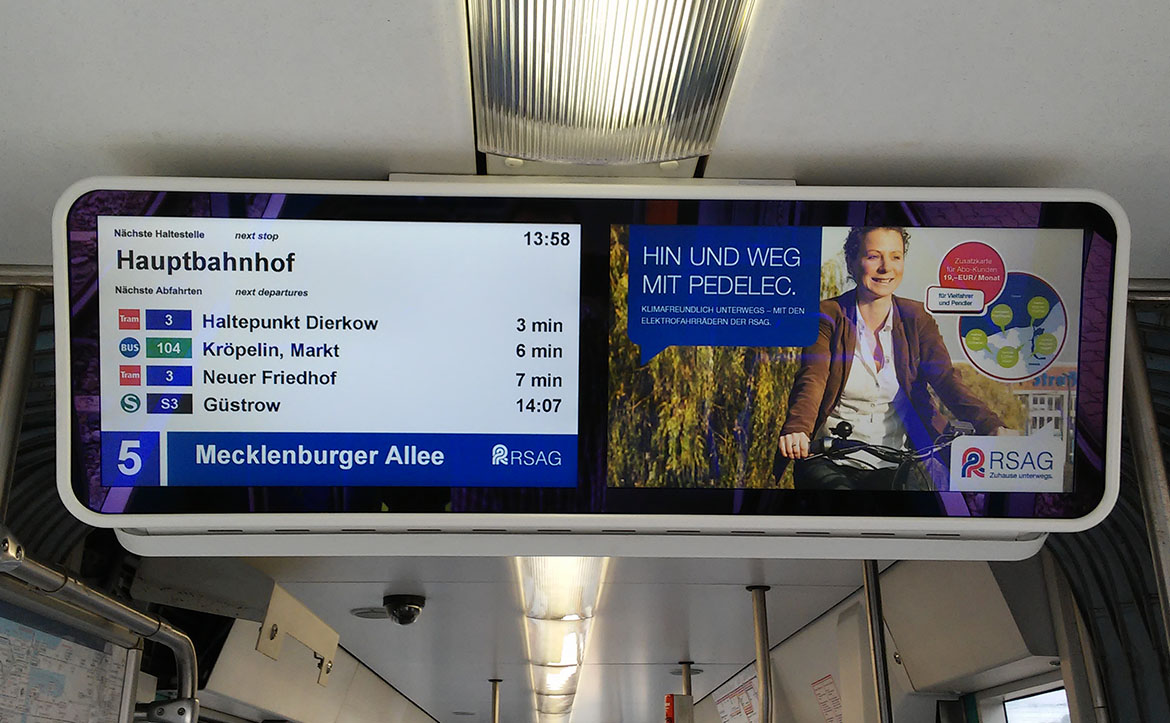 Nächste Haltestelle next stop 13:58
Hauptbahnhof
Nächste Abfahrten next departures
Tram 3 Haltepunkt Dierkow 3 min
BUS 104 Kröpelin, Markt 6 min
Tram 3 Neuer Friedhof 7 min
S S3 Güstrow 14:07
5 Mecklenburger Allee RSAG
HIN UND WEG
MIT PEDELEC.
KLIMAFREUNDLICH UNTERWEGS – MIT DEN
ELEKTROFAHRRÄDERN DER RSAG.
Zusatzkarte
für Abo-Kunden
19,-EUR/Monat
für Vielfahrer
und Pendler
RSAG
Zuhause unterwegs.